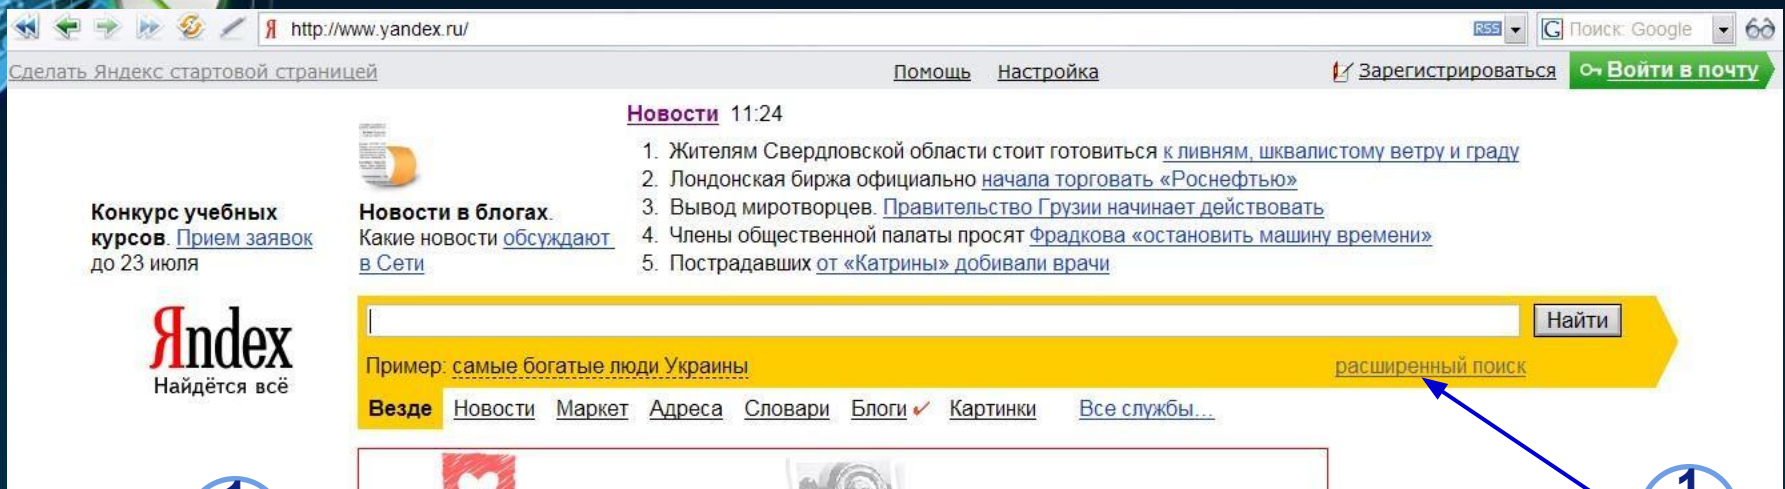 Я http://www.yandex.ru/ RSS G Поиск: Google
Сделать Яндекс стартовой страницей Помощь Настройка Зарегистрироваться Войти в почту
Новости 11:24
1. Жителям Свердловской области стоит готовиться к ливням, шквалистому ветру и граду
2. Лондонская биржа официально начала торговать «Роснефтью»
3. Вывод миротворцев. Правительство Грузии начинает действовать
4. Члены общественной палаты просят Фрадкова «остановить машину времени»
5. Пострадавших от «Катрины» добивали врачи
Конкурс учебных
курсов. Прием заявок
до 23 июля
Новости в блогах.
Какие новости обсуждают
в Сети
Яndex
Найдётся всё
Найти
Пример: самые богатые люди Украины расширенный поиск
Везде Новости Маркет Адреса Словари Блоги Картинки Все службы...
1 1